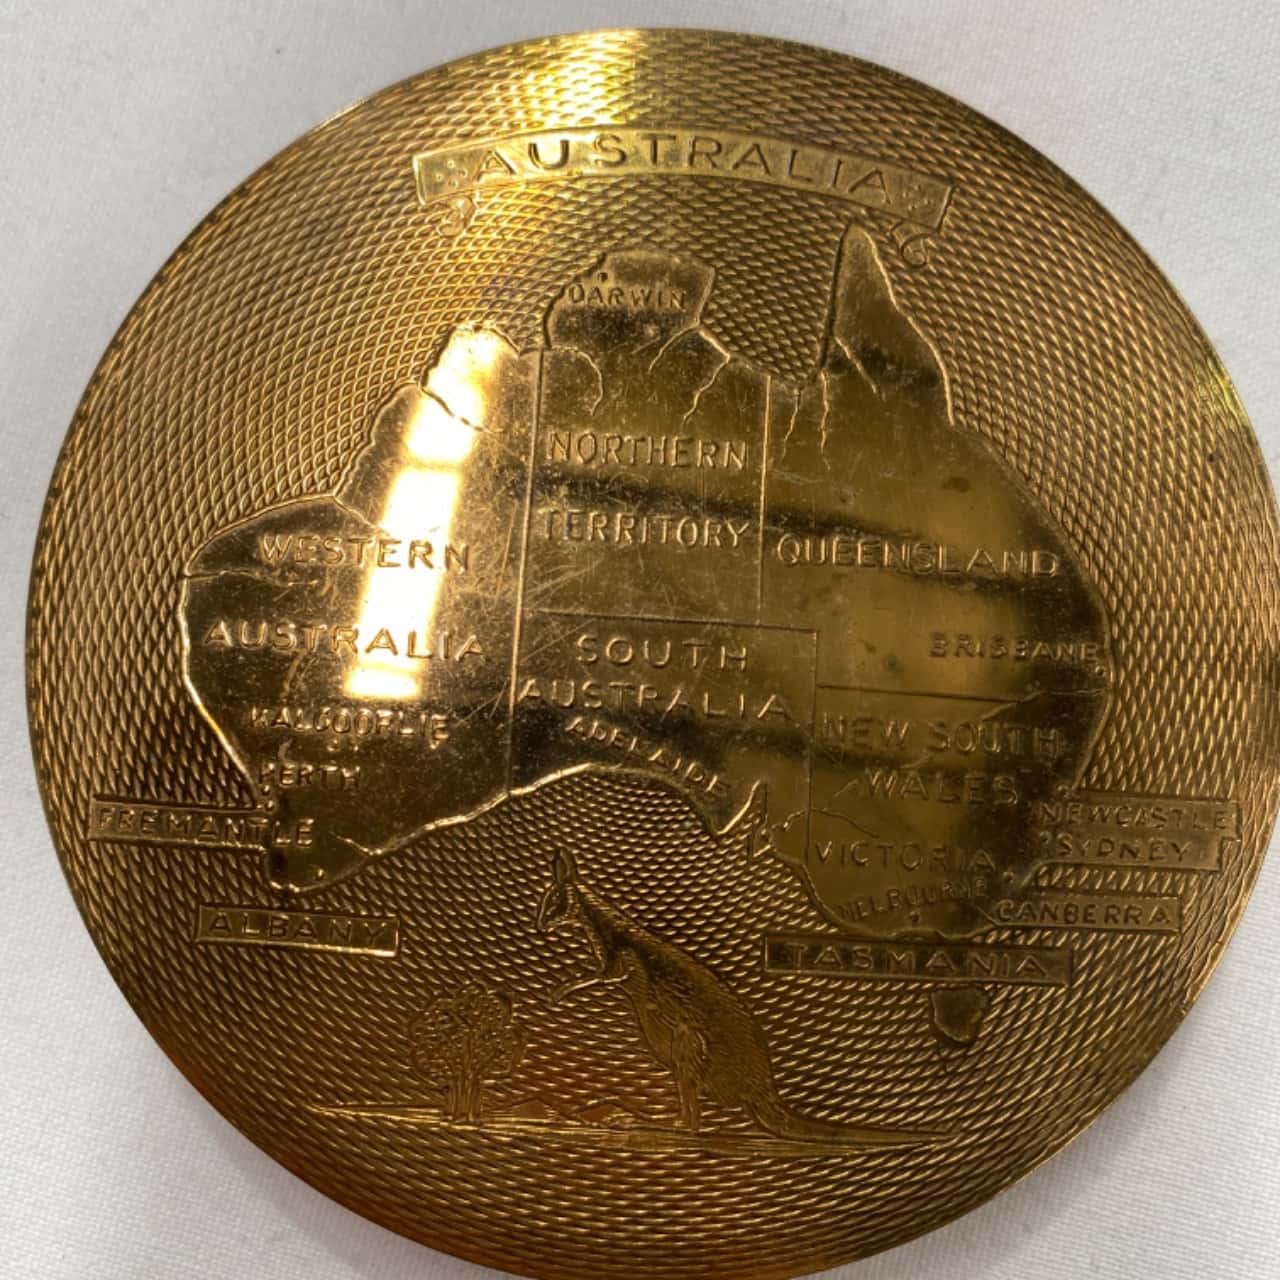 AUSTRALIA
DARWIN
NORTHERN
TERRITORY
WESTERN
AUSTRALIA
QUEENSLAND
BRISBANE
SOUTH
AUSTRALIA
ADELAIDE
KALGOORLIE
PERTH
FREMANTLE
ALBANY
NEW SOUTH
WALES
NEWCASTLE
SYDNEY
VICTORIA
MELBOURNE
CANBERRA
TASMANIA